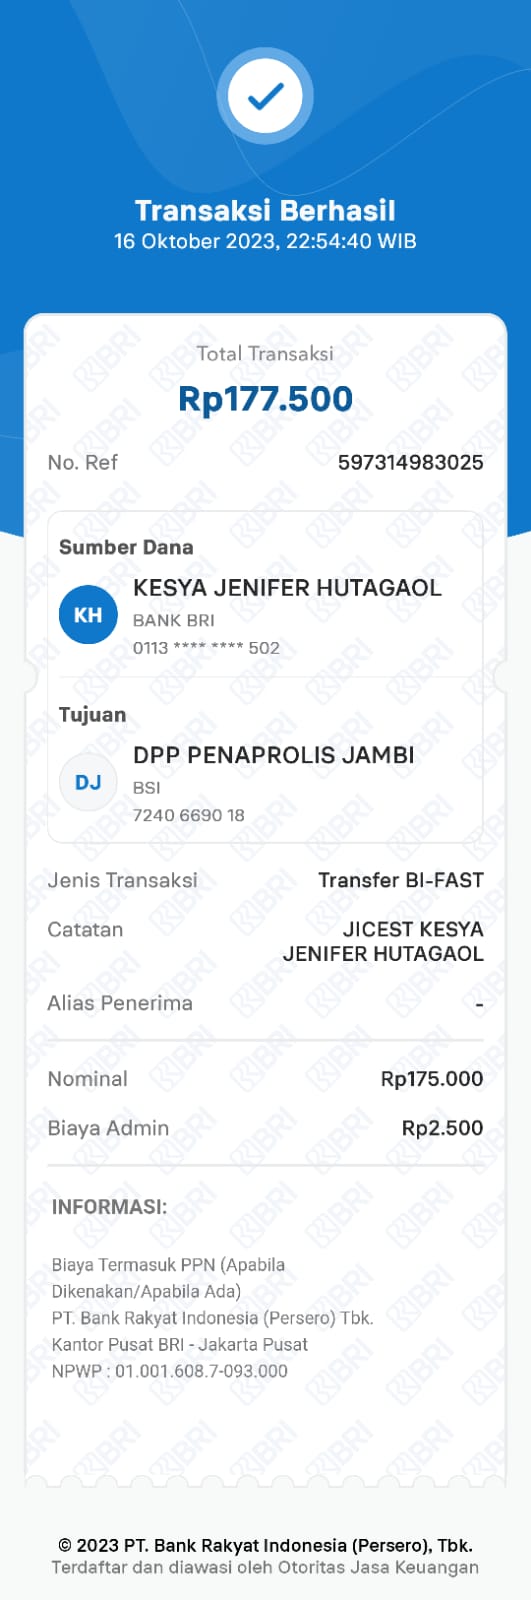 Transaksi Berhasil
16 Oktober 2023, 22:54:40 WIB
Total Transaksi
Rp177.500
No. Ref 597314983025
Sumber Dana
KH KESYA JENIFER HUTAGAOL
BANK BRI
0113 **** **** 502
Tujuan
DJ DPP PENAPROLIS JAMBI
BSI
7240 6690 18
Jenis Transaksi Transfer BI-FAST
Catatan JICEST KESYA
JENIFER HUTAGAOL
Alias Penerima -
Nominal Rp175.000
Biaya Admin Rp2.500
INFORMASI:
Biaya Termasuk PPN (Apabila
Dikenakan/Apabila Ada)
PT. Bank Rakyat Indonesia (Persero) Tbk.
Kantor Pusat BRI - Jakarta Pusat
NPWP : 01.001.608.7-093.000
© 2023 PT. Bank Rakyat Indonesia (Persero), Tbk.
Terdaftar dan diawasi oleh Otoritas Jasa Keuangan